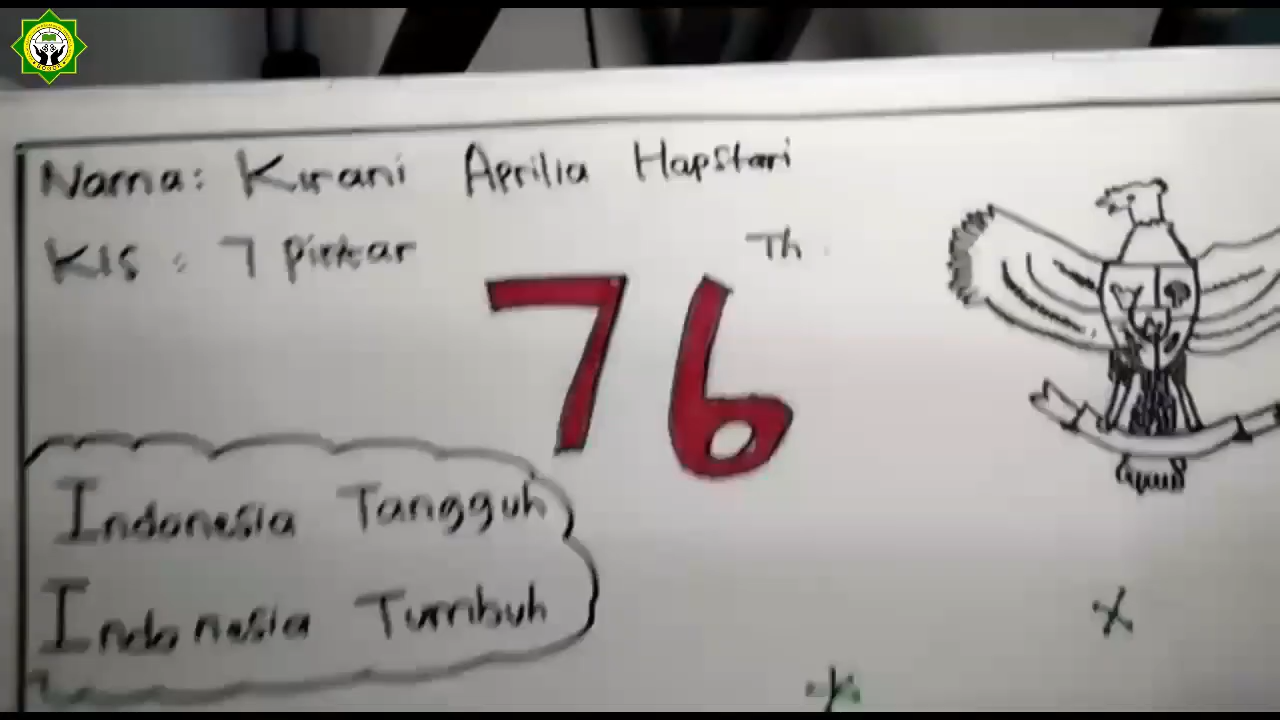 Nama: Kirani Aprilia Hapstari
Kls : 7 pintar
Th
76
Indonesia Tangguh
Indonesia Tumbuh